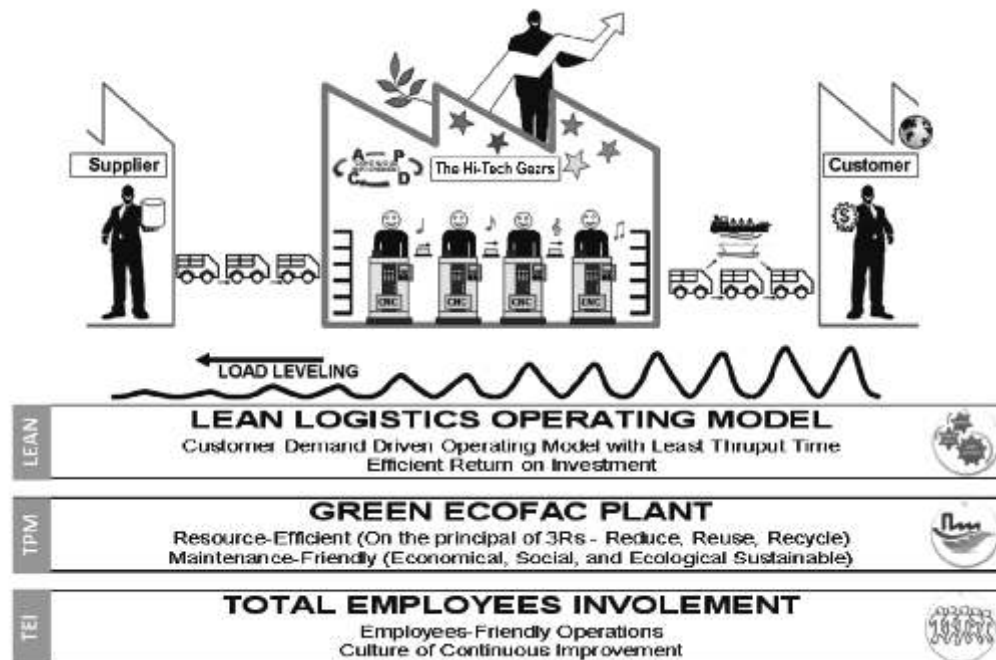 Supplier
A P
C D
The Hi-Tech Gears
Customer
$
CNC CNC CNC CNC
LOAD LEVELING
LEAN
LEAN LOGISTICS OPERATING MODEL
Customer Demand Driven Operating Model with Least Thruput Time
Efficient Return on Investment
TPM
GREEN ECOFAC PLANT
Resource-Efficient (On the principal of 3Rs - Reduce, Reuse, Recycle)
Maintenance-Friendly (Economical, Social, and Ecological Sustainable)
TEI
TOTAL EMPLOYEES INVOLEMENT
Employees-Friendly Operations
Culture of Continuous Improvement